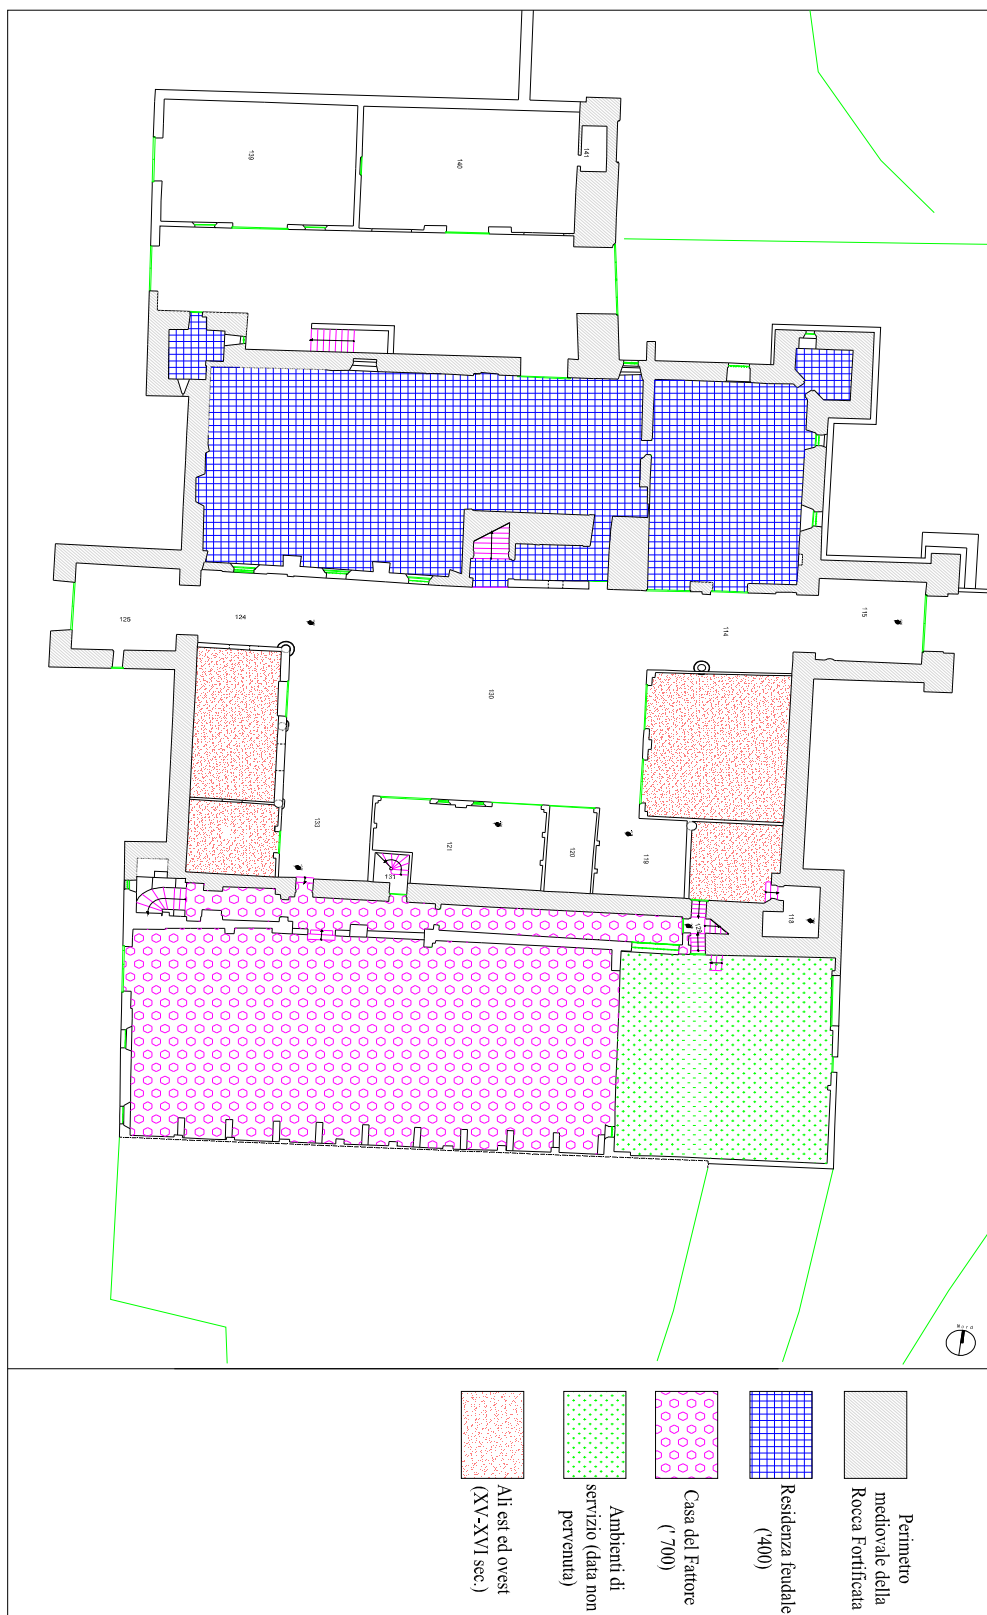 139
140
141
125
124
114
115
130
133
121
120
119
131
118
129
Nord
Perimetro
medioevale della
Rocca Fortificata
Residenza feudale
('400)
Casa del Fattore
('700)
Ambienti di
servizio (data non
pervenuta)
Ali est ed ovest
(XV-XVI sec.)